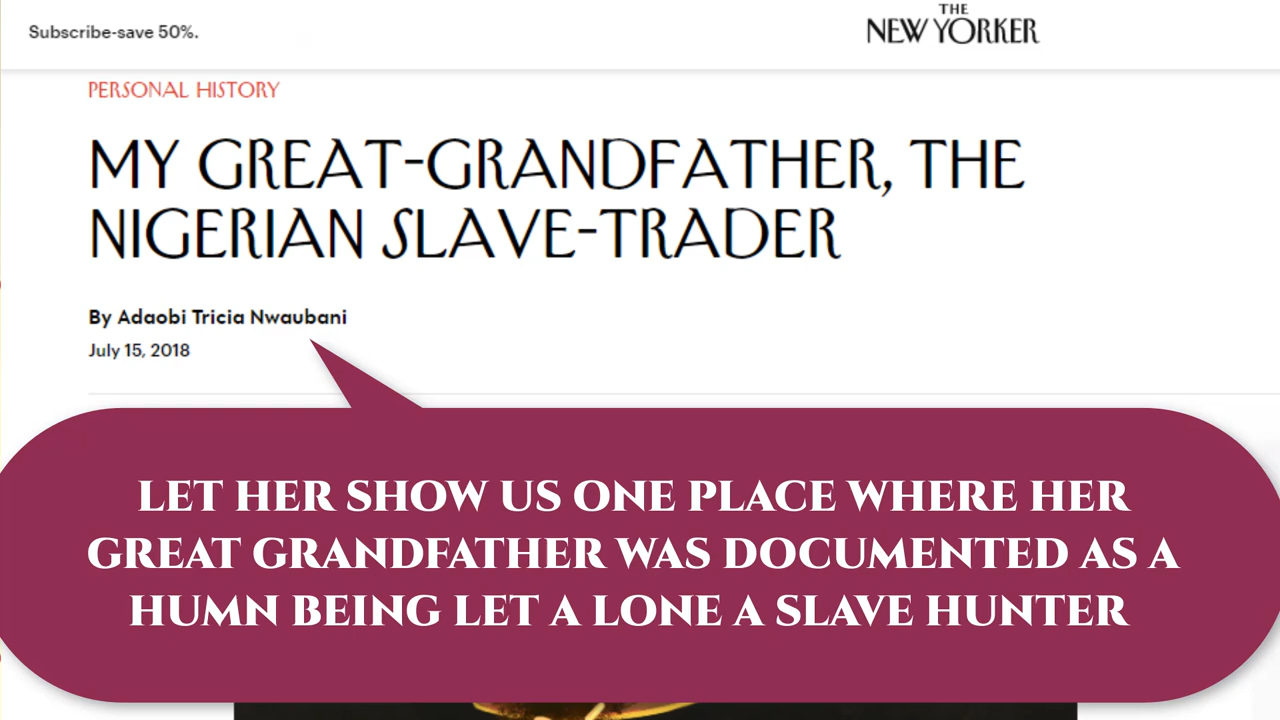 Subscribe-save 50%.
THE
NEW YORKER
PERSONAL HISTORY
MY GREAT-GRANDFATHER, THE
NIGERIAN SLAVE-TRADER
By Adaobi Tricia Nwaubani
July 15, 2018
LET HER SHOW US ONE PLACE WHERE HER
GREAT GRANDFATHER WAS DOCUMENTED AS A
HUMN BEING LET A LONE A SLAVE HUNTER